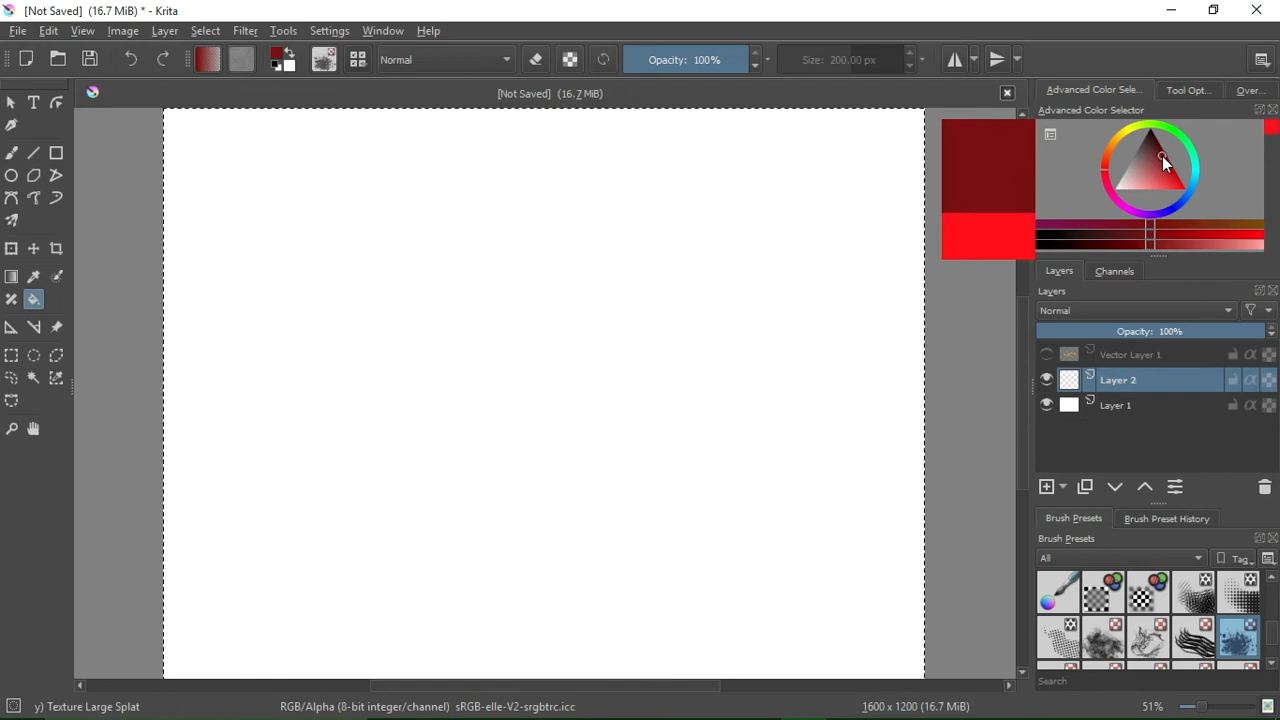 [Not Saved] (16.7 MiB) * - Krita
File Edit View Image Layer Select Filter Tools Settings Window Help
Normal Opacity: 100% Size: 200.00 px
[Not Saved] (16.7 MiB)
Advanced Color Sele... Tool Opt... Over...
Advanced Color Selector
Layers Channels
Layers
Normal
Opacity: 100%
Vector Layer 1
Layer 2
Layer 1
Brush Presets Brush Preset History
Brush Presets
All Tag
Search
y) Texture Large Splat RGB/Alpha (8-bit integer/channel) sRGB-elle-V2-srgbtrc.icc 1600 x 1200 (16.7 MiB) 51%